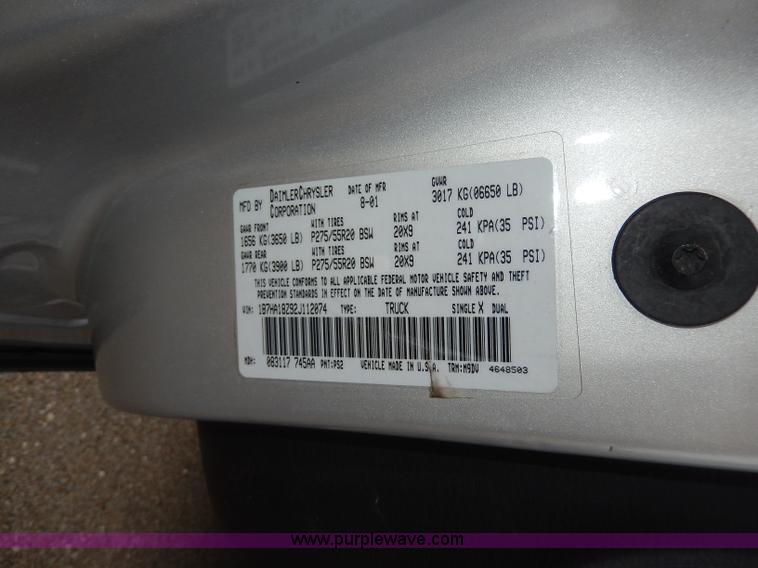 MFD BY DAIMLERCHRYSLER CORPORATION DATE OF MFR 8-01 GVWR 3017 KG(06650 LB)
GAWR FRONT WITH TIRES RIMS AT COLD
1656 KG(3650 LB) P275/55R20 BSW 20X9 241 KPA(35 PSI)
GAWR REAR WITH TIRES RIMS AT COLD
1770 KG(3900 LB) P275/55R20 BSW 20X9 241 KPA(35 PSI)
THIS VEHICLE CONFORMS TO ALL APPLICABLE FEDERAL MOTOR VEHICLE SAFETY AND THEFT
PREVENTION STANDARDS IN EFFECT ON THE DATE OF MANUFACTURE SHOWN ABOVE.
VIN: 1B7HA18Z92J112074 TYPE: TRUCK SINGLE X DUAL
MDH: 083117 745AA PNT:PS2 VEHICLE MADE IN U.S.A. TRM:M9DV 4648503
www.purplewave.com